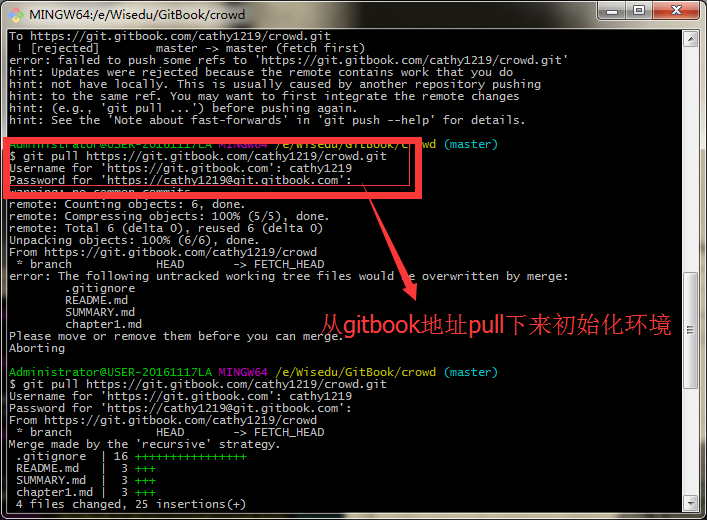 MINGW64:/e/Wisedu/GitBook/crowd
To https://git.gitbook.com/cathy1219/crowd.git
 ! [rejected]        master -> master (fetch first)
error: failed to push some refs to 'https://git.gitbook.com/cathy1219/crowd.git'
hint: Updates were rejected because the remote contains work that you do
hint: not have locally. This is usually caused by another repository pushing
hint: to the same ref. You may want to first integrate the remote changes
hint: (e.g., 'git pull ...') before pushing again.
hint: See the 'Note about fast-forwards' in 'git push --help' for details.
Administrator@USER-20161117LA MINGW64 /e/Wisedu/GitBook/crowd (master)
$ git pull https://git.gitbook.com/cathy1219/crowd.git
Username for 'https://git.gitbook.com': cathy1219
Password for 'https://cathy1219@git.gitbook.com':
warning: no common commits
remote: Counting objects: 6, done.
remote: Compressing objects: 100% (5/5), done.
remote: Total 6 (delta 0), reused 6 (delta 0)
Unpacking objects: 100% (6/6), done.
From https://git.gitbook.com/cathy1219/crowd
 * branch            HEAD       -> FETCH_HEAD
error: The following untracked working tree files would be overwritten by merge:
        .gitignore
        README.md
        SUMMARY.md
        chapter1.md
从gitbook地址pull下来初始化环境
Please move or remove them before you can merge.
Aborting
Administrator@USER-20161117LA MINGW64 /e/Wisedu/GitBook/crowd (master)
$ git pull https://git.gitbook.com/cathy1219/crowd.git
Username for 'https://git.gitbook.com': cathy1219
Password for 'https://cathy1219@git.gitbook.com':
From https://git.gitbook.com/cathy1219/crowd
 * branch            HEAD       -> FETCH_HEAD
Merge made by the 'recursive' strategy.
 .gitignore  | 16 ++++++++++++++++
 README.md   |  3 +++
 SUMMARY.md  |  3 +++
 chapter1.md |  3 +++
 4 files changed, 25 insertions(+)